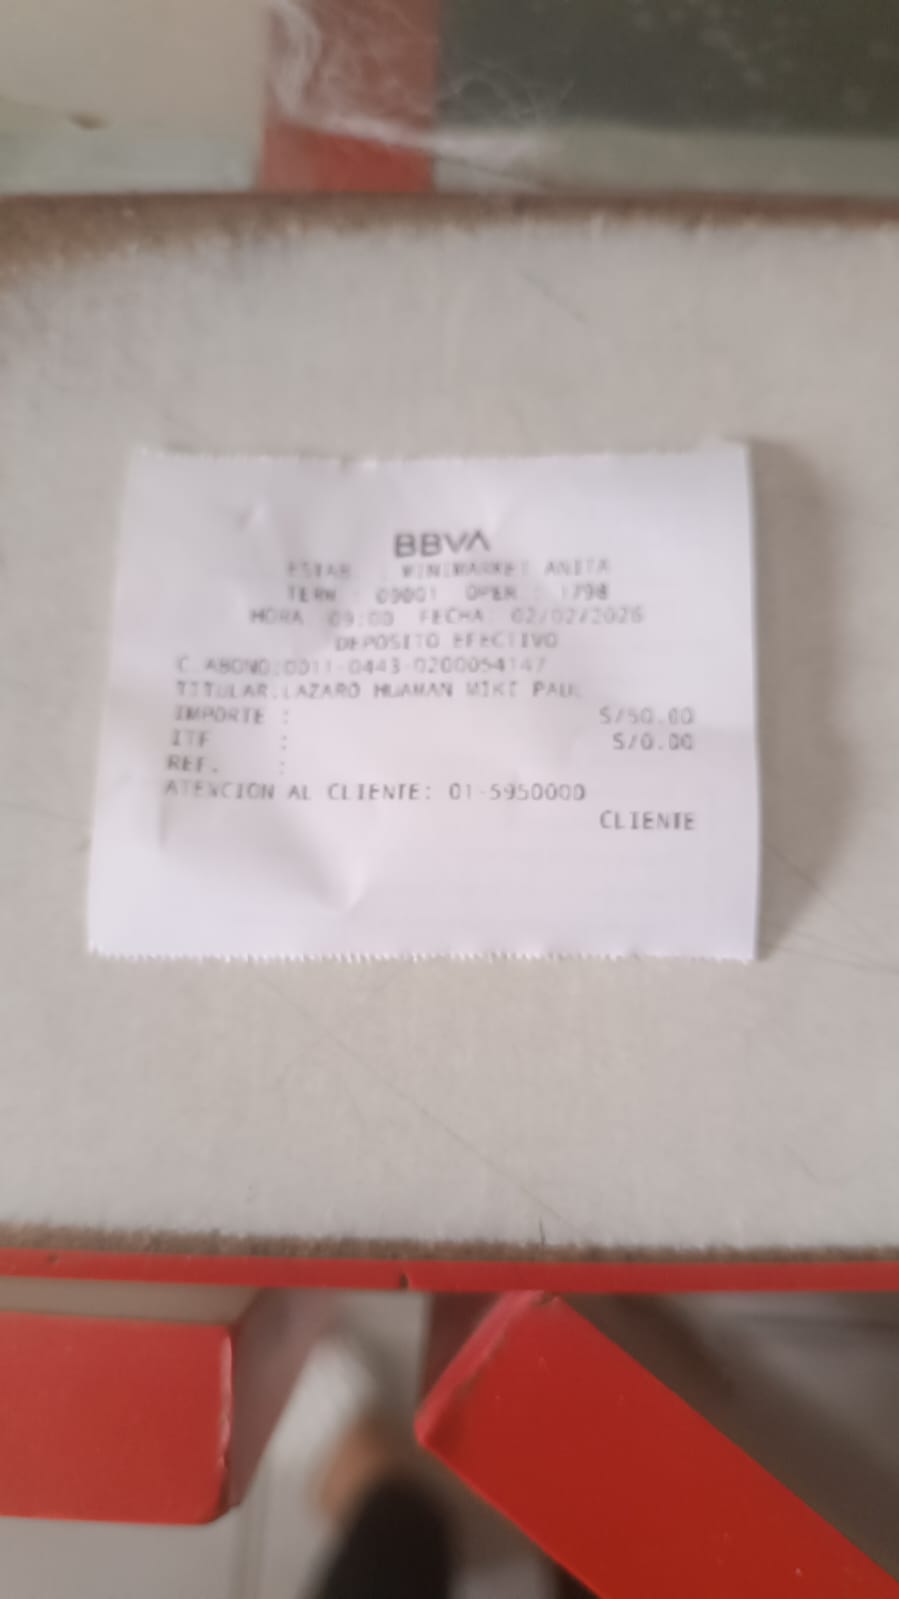 BBVA
ESTAB : MINIMARKET ANITA
TERM : 09001 OPER : 1798
HORA 09:00 FECHA: 02/02/2026
DEPOSITO EFECTIVO
C.ABONO:0011-0443-0200054147
TITULAR:LAZARO HUAMAN MIKI PAUL
IMPORTE : S/50.00
ITF : S/0.00
REF. :
ATENCION AL CLIENTE: 01-5950000
CLIENTE